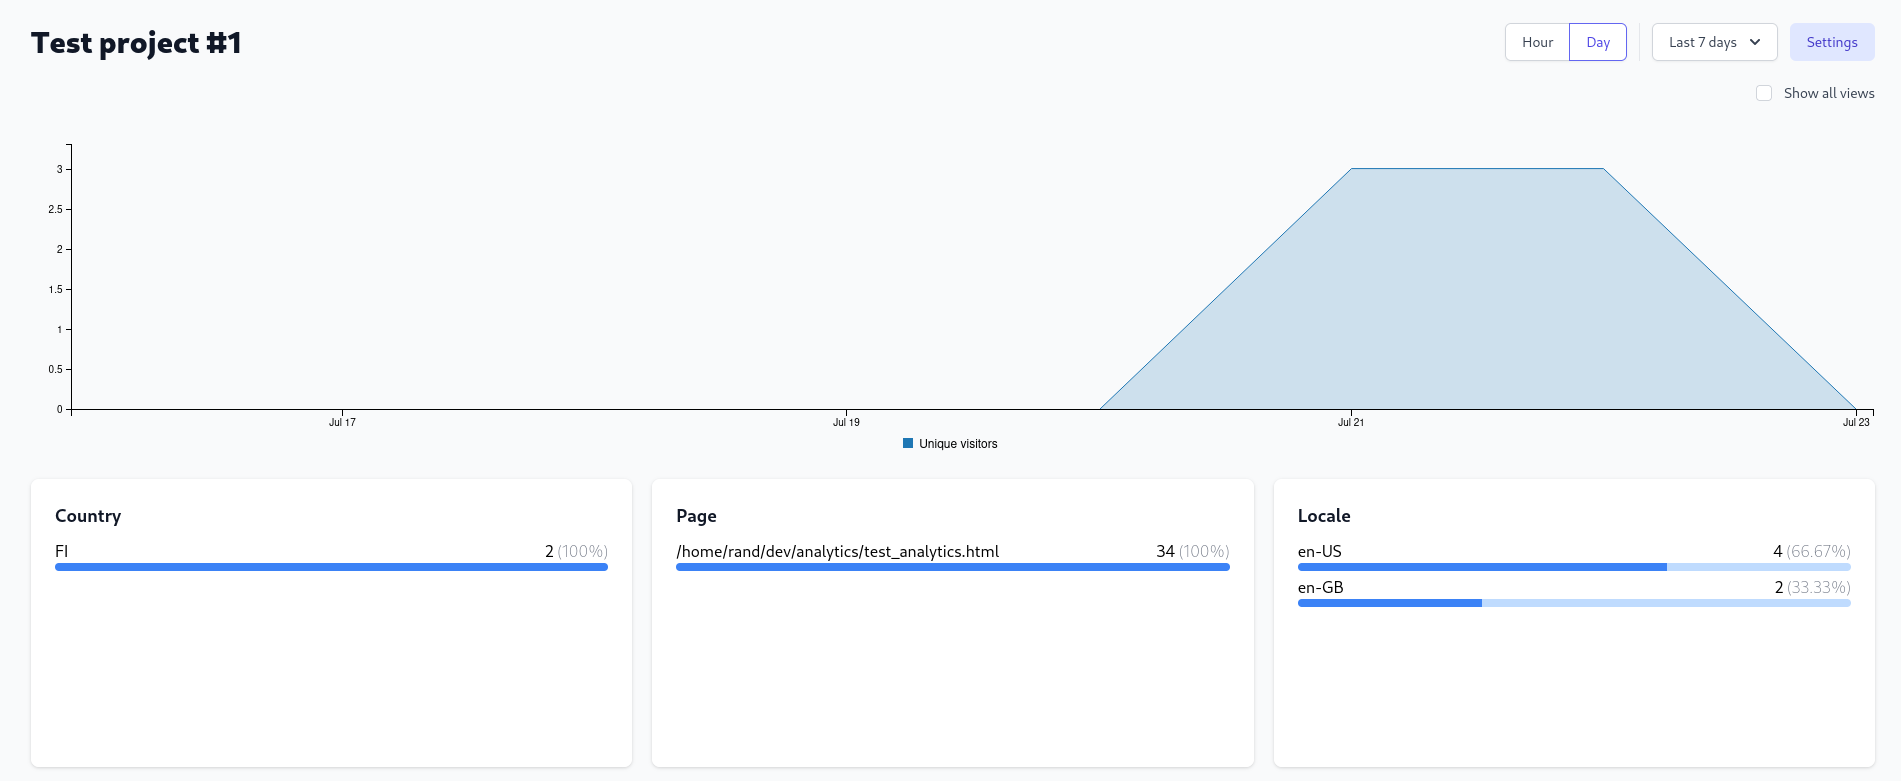 Test project #1
Hour Day Last 7 days Settings
Show all views
3
2.5
2
1.5
1
0.5
0
Jul 17 Jul 19 Jul 21 Jul 23
Unique visitors
Country
FI 2 (100%)
Page
/home/rand/dev/analytics/test_analytics.html 34 (100%)
Locale
en-US 4 (66.67%)
en-GB 2 (33.33%)